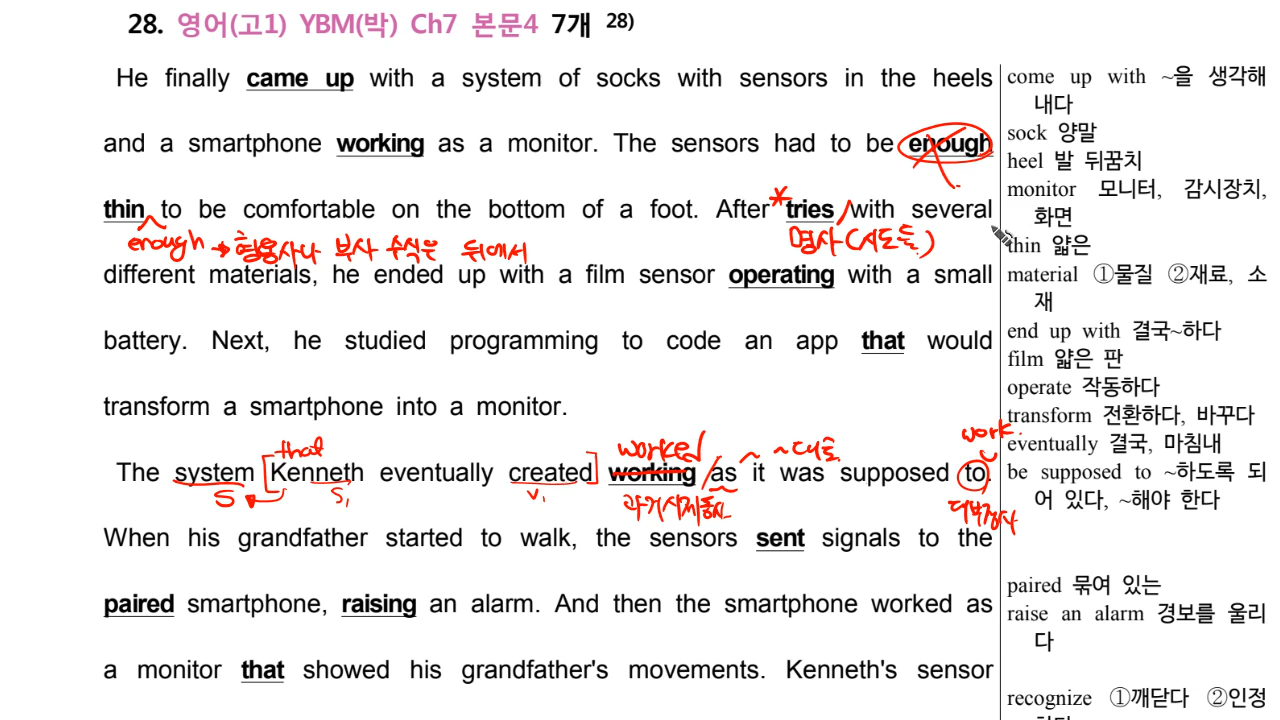 28. 영어(고1) YBM(박) Ch7 본문4 7개 28)
He finally came up with a system of socks with sensors in the heels
and a smartphone working as a monitor. The sensors had to be enough
thin to be comfortable on the bottom of a foot. After *tries with several
enough → 형용사나 부사 수식은 뒤에서
명사(시도들)
different materials, he ended up with a film sensor operating with a small
battery. Next, he studied programming to code an app that would
transform a smartphone into a monitor.
that
worked
~ ~대로
work
The system [Kenneth eventually created] working as it was supposed to.
S
S1
V1
과거시제동사
대부정사
When his grandfather started to walk, the sensors sent signals to the
paired smartphone, raising an alarm. And then the smartphone worked as
a monitor that showed his grandfather's movements. Kenneth's sensor
come up with ~을 생각해
내다
sock 양말
heel 발 뒤꿈치
monitor 모니터, 감시장치,
화면
thin 얇은
material ①물질 ②재료, 소
재
end up with 결국~하다
film 얇은 판
operate 작동하다
transform 전환하다, 바꾸다
eventually 결국, 마침내
be supposed to ~하도록 되
어 있다, ~해야 한다
paired 묶여 있는
raise an alarm 경보를 울리
다
recognize ①깨닫다 ②인정